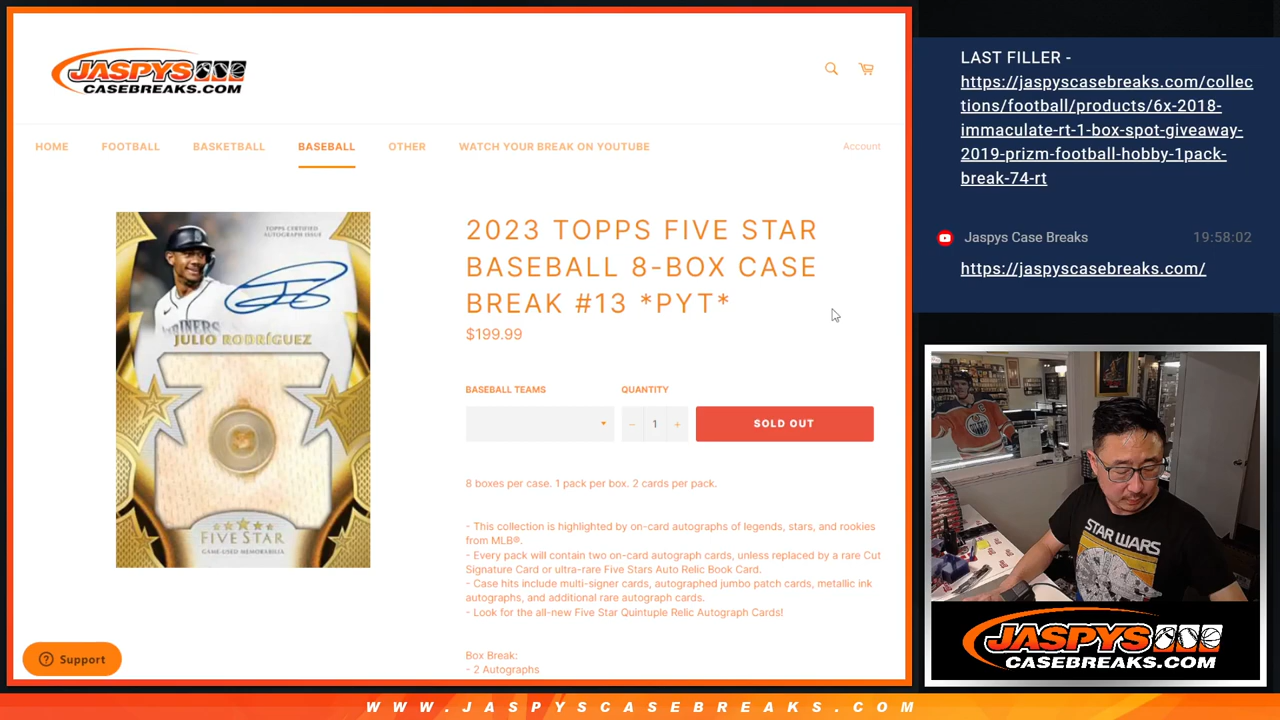 JASPYS
CASEBREAKS.COM
HOME
FOOTBALL
BASKETBALL
BASEBALL
OTHER
WATCH YOUR BREAK ON YOUTUBE
Account
TOPPS CERTIFIED
AUTOGRAPH ISSUE
JULIO RODRÍGUEZ
FIVE STAR
GAME-USED MEMORABILIA
2023 TOPPS FIVE STAR
BASEBALL 8-BOX CASE
BREAK #13 *PYT*
$199.99
BASEBALL TEAMS
QUANTITY
− 1 +
SOLD OUT
8 boxes per case. 1 pack per box. 2 cards per pack.
- This collection is highlighted by on-card autographs of legends, stars, and rookies
from MLB®.
- Every pack will contain two on-card autograph cards, unless replaced by a rare Cut
Signature Card or ultra-rare Five Stars Auto Relic Book Card.
- Case hits include multi-signer cards, autographed jumbo patch cards, metallic ink
autographs, and additional rare autograph cards.
- Look for the all-new Five Star Quintuple Relic Autograph Cards!
Box Break:
- 2 Autographs
Support
LAST FILLER -
https://jaspyscasebreaks.com/collec
tions/football/products/6x-2018-
immaculate-rt-1-box-spot-giveaway-
2019-prizm-football-hobby-1pack-
break-74-rt
Jaspys Case Breaks 19:58:02
https://jaspyscasebreaks.com/
STAR WARS
JASPYS
CASEBREAKS.COM
WWW.JASPYSCASEBREAKS.COM